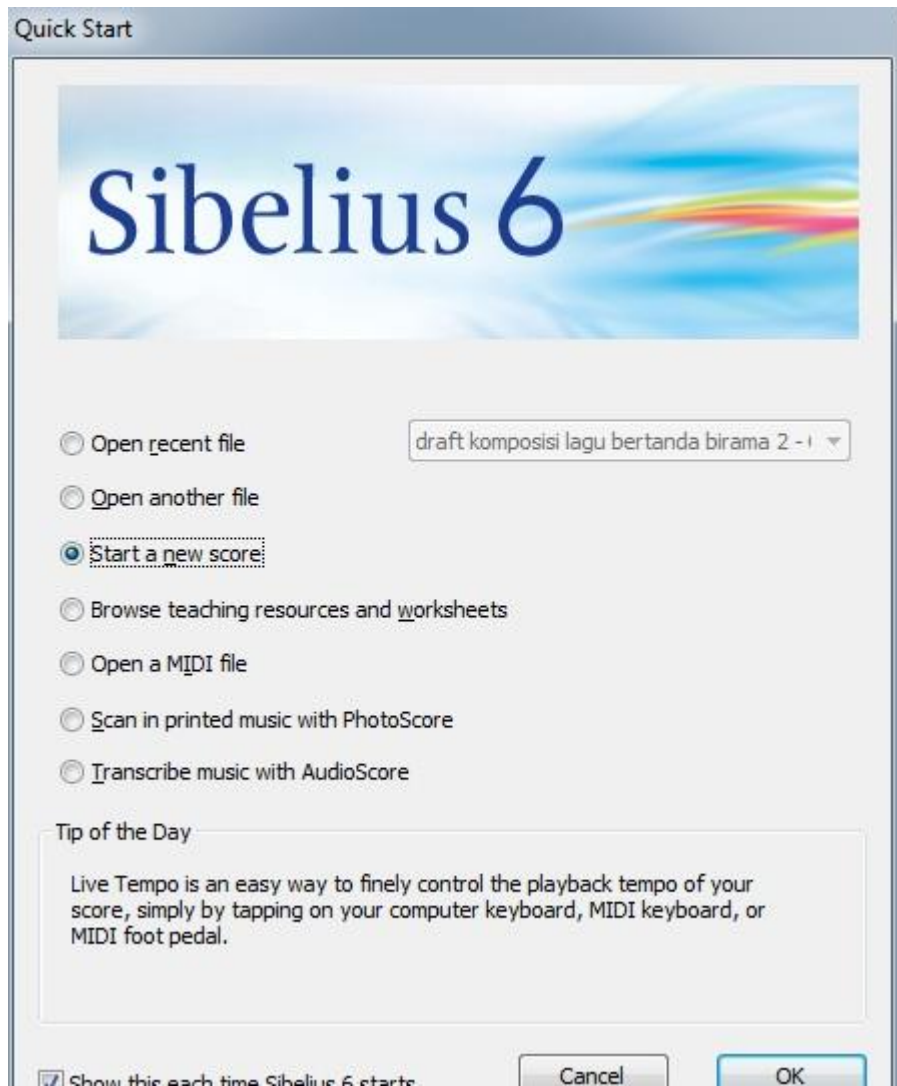 Quick Start
Sibelius 6
Open recent file
draft komposisi lagu bertanda birama 2 -
Open another file
Start a new score
Browse teaching resources and worksheets
Open a MIDI file
Scan in printed music with PhotoScore
Transcribe music with AudioScore
Tip of the Day
Live Tempo is an easy way to finely control the playback tempo of your
score, simply by tapping on your computer keyboard, MIDI keyboard, or
MIDI foot pedal.
Show this each time Sibelius 6 starts
Cancel
OK